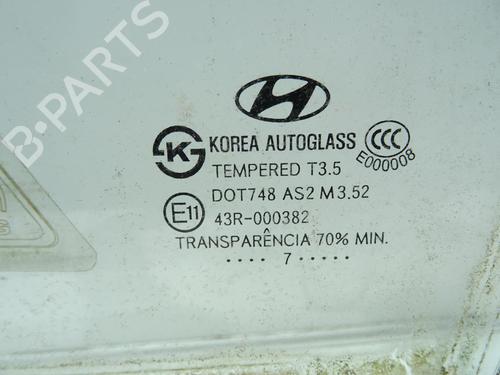 B-PARTS
KOREA AUTOGLASS
CCC
E000008
TEMPERED T3.5
DOT748 AS2 M3.52
E11
43R-000382
TRANSPARÊNCIA 70% MIN.
.... 7 .....